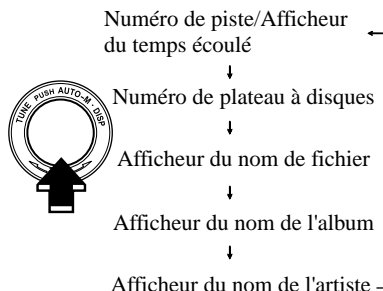 Numéro de piste/Afficheur
du temps écoulé
Numéro de plateau à disques
TUNE PUSH AUTO-M · DISP
Afficheur du nom de fichier
Afficheur du nom de l'album
Afficheur du nom de l'artiste